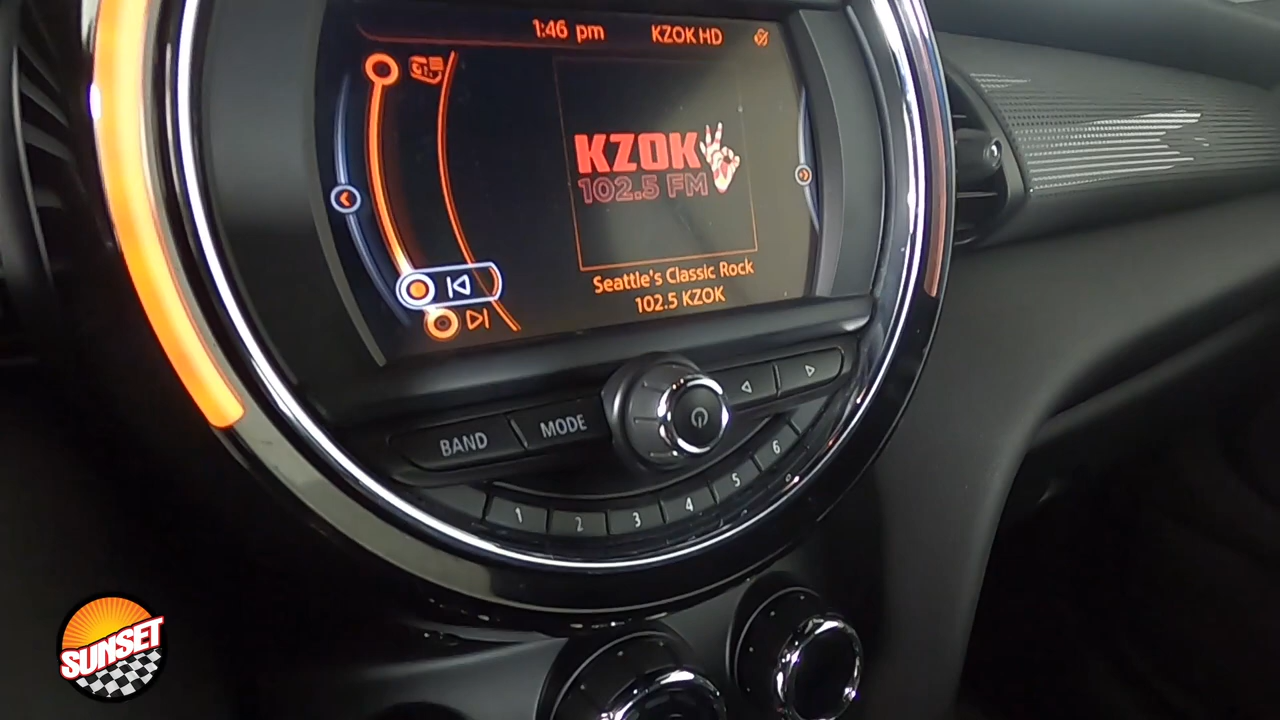 1:46 pm KZOK HD
KZOK
102.5 FM
Seattle's Classic Rock
102.5 KZOK
BAND MODE
1 2 3 4 5 6
SUNSET